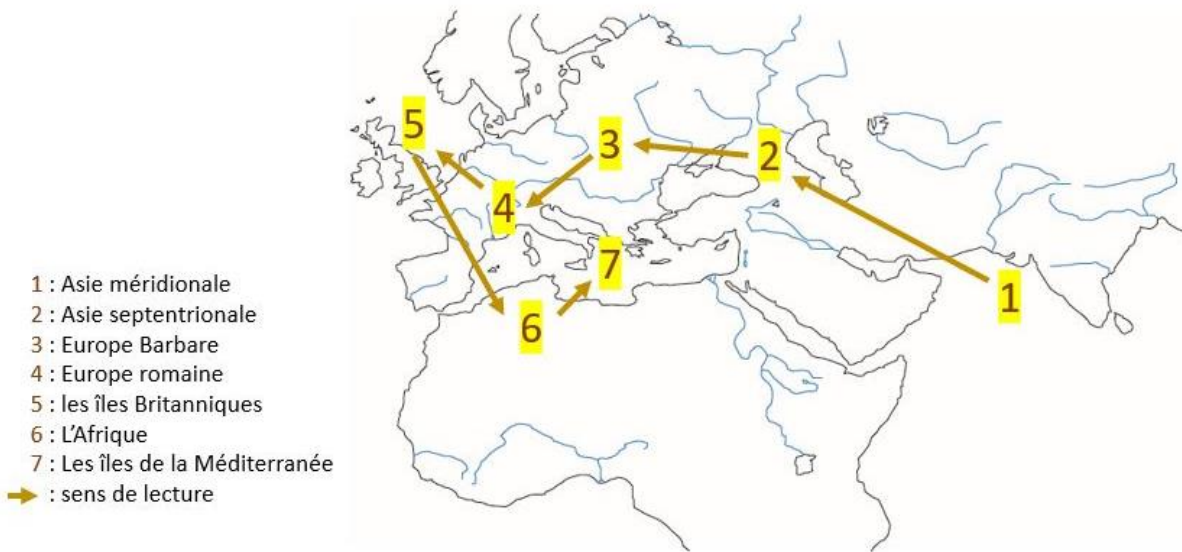 1 : Asie méridionale
2 : Asie septentrionale
3 : Europe Barbare
4 : Europe romaine
5 : les îles Britanniques
6 : L'Afrique
7 : Les îles de la Méditerranée
: sens de lecture
5
3
2
4
7
1
6